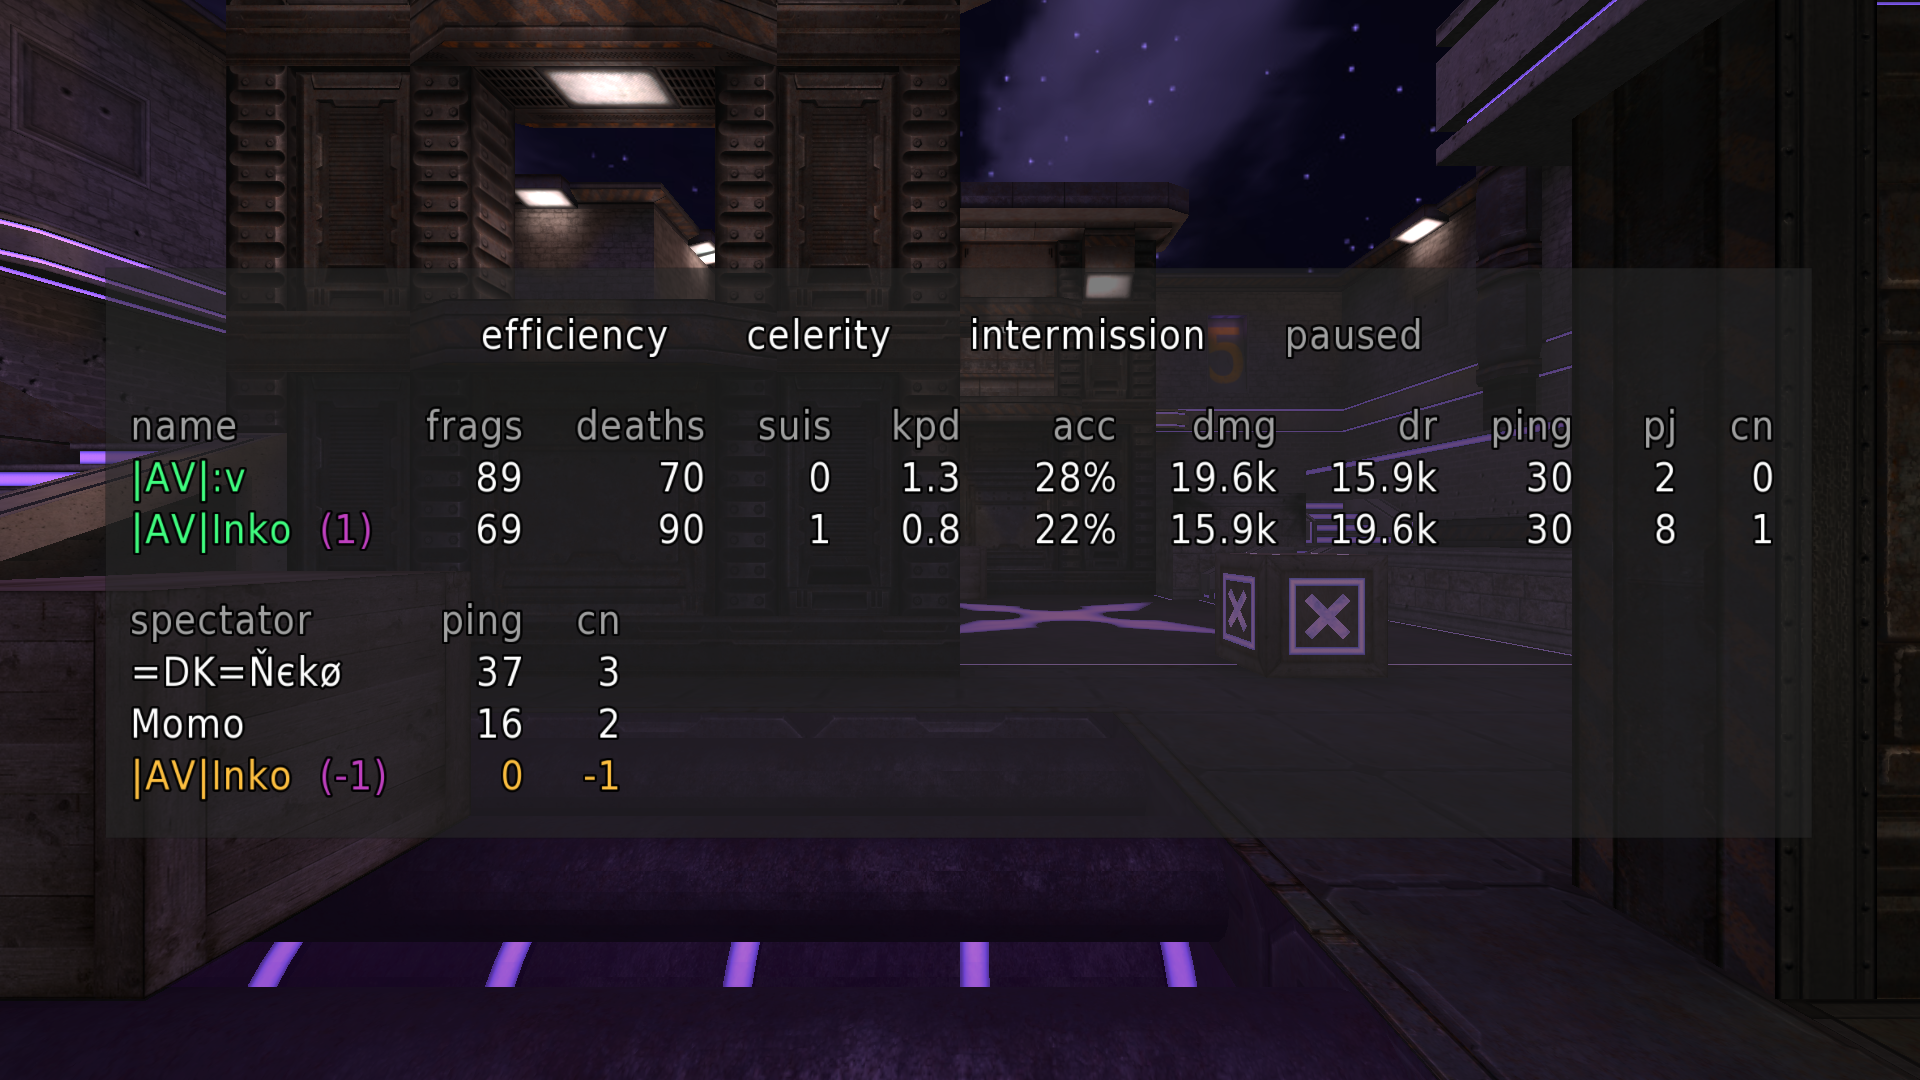 efficiency celerity intermission paused
5
name frags deaths suis kpd acc dmg dr ping pj cn
|AV|:v 89 70 0 1.3 28% 19.6k 15.9k 30 2 0
|AV|Inko (1) 69 90 1 0.8 22% 15.9k 19.6k 30 8 1
spectator ping cn
=DK=Ňєkø 37 3
Momo 16 2
|AV|Inko (-1) 0 -1